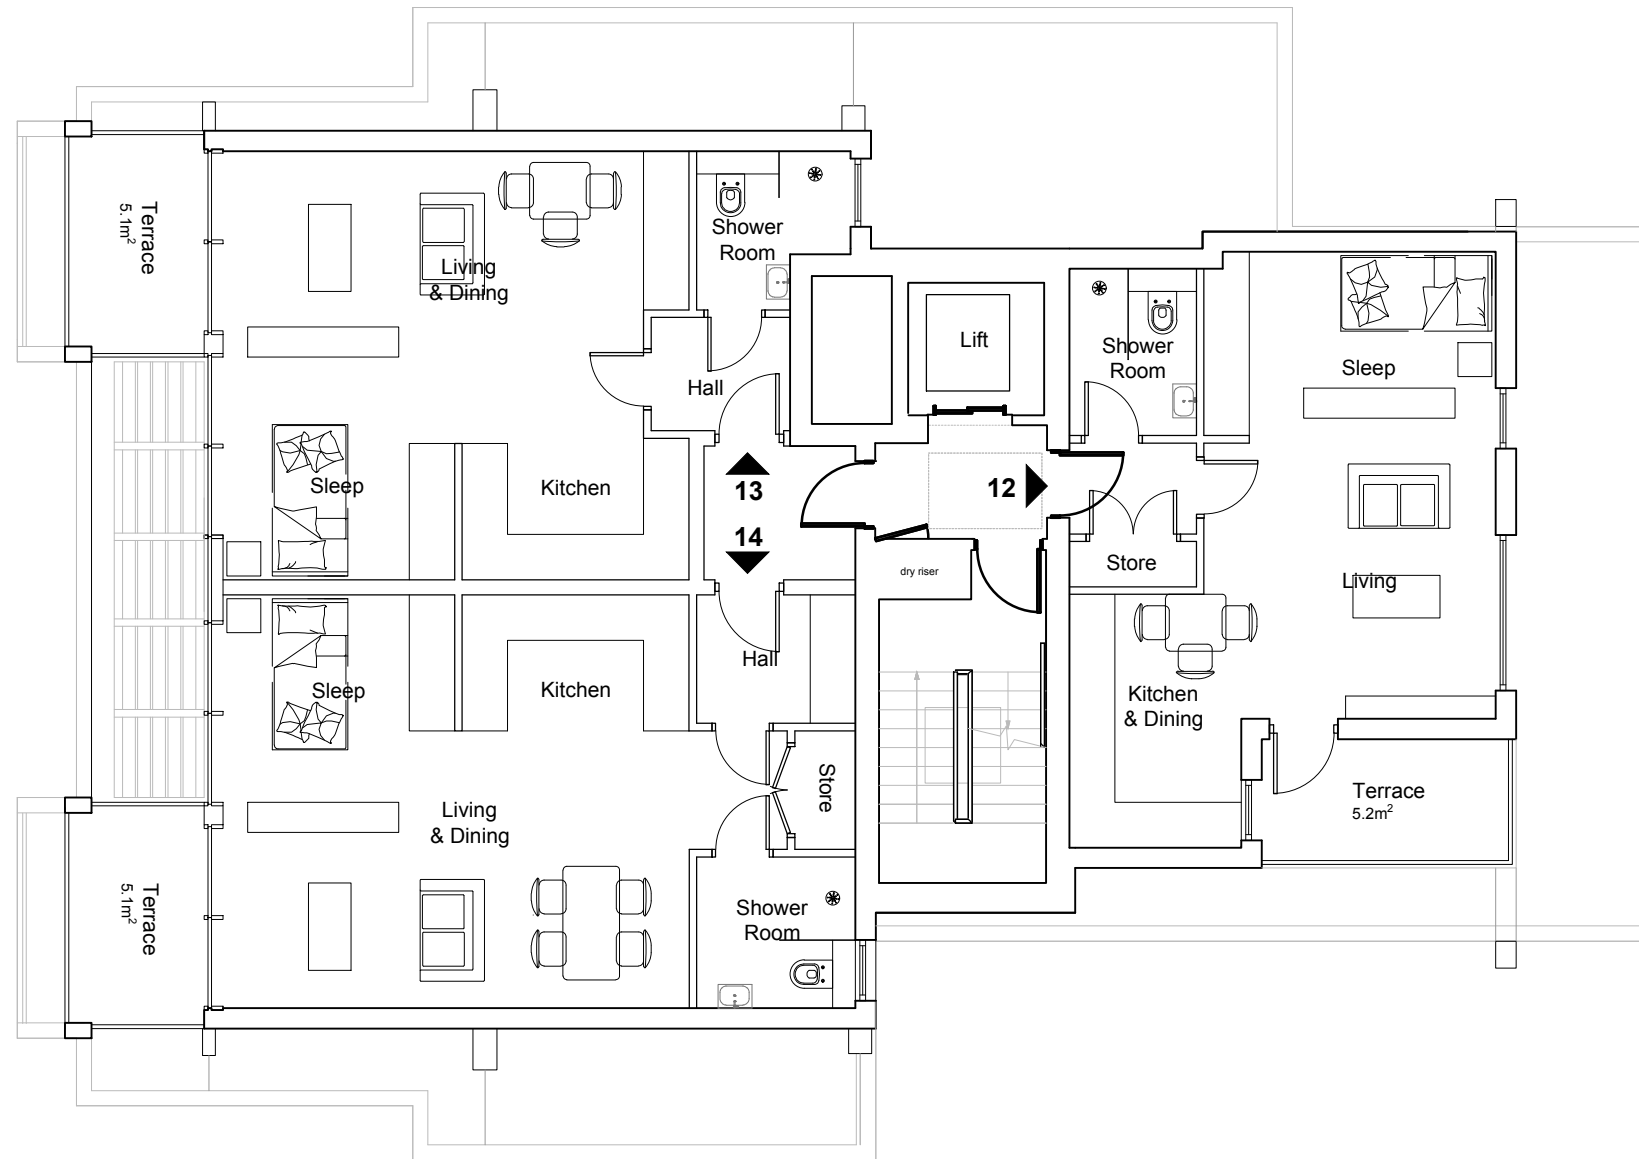 Terrace
5.1m²
Living
& Dining
Shower
Room
Hall
Sleep
Kitchen
13
14
Lift
12
dry riser
Shower
Room
Sleep
Store
Living
Kitchen
& Dining
Terrace
5.2m²
Hall
Sleep
Kitchen
Living
& Dining
Store
Shower
Room
Terrace
5.1m²